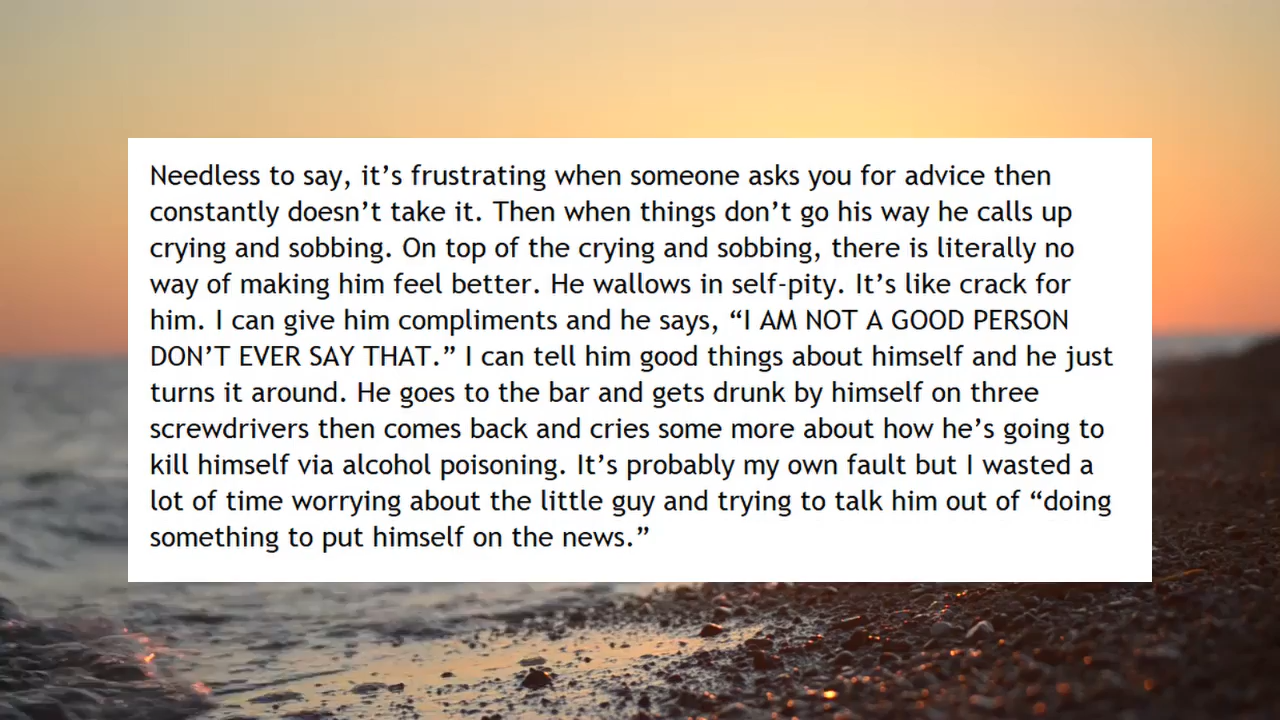 Needless to say, it’s frustrating when someone asks you for advice then
constantly doesn’t take it. Then when things don’t go his way he calls up
crying and sobbing. On top of the crying and sobbing, there is literally no
way of making him feel better. He wallows in self-pity. It’s like crack for
him. I can give him compliments and he says, “I AM NOT A GOOD PERSON
DON’T EVER SAY THAT.” I can tell him good things about himself and he just
turns it around. He goes to the bar and gets drunk by himself on three
screwdrivers then comes back and cries some more about how he’s going to
kill himself via alcohol poisoning. It’s probably my own fault but I wasted a
lot of time worrying about the little guy and trying to talk him out of “doing
something to put himself on the news.”